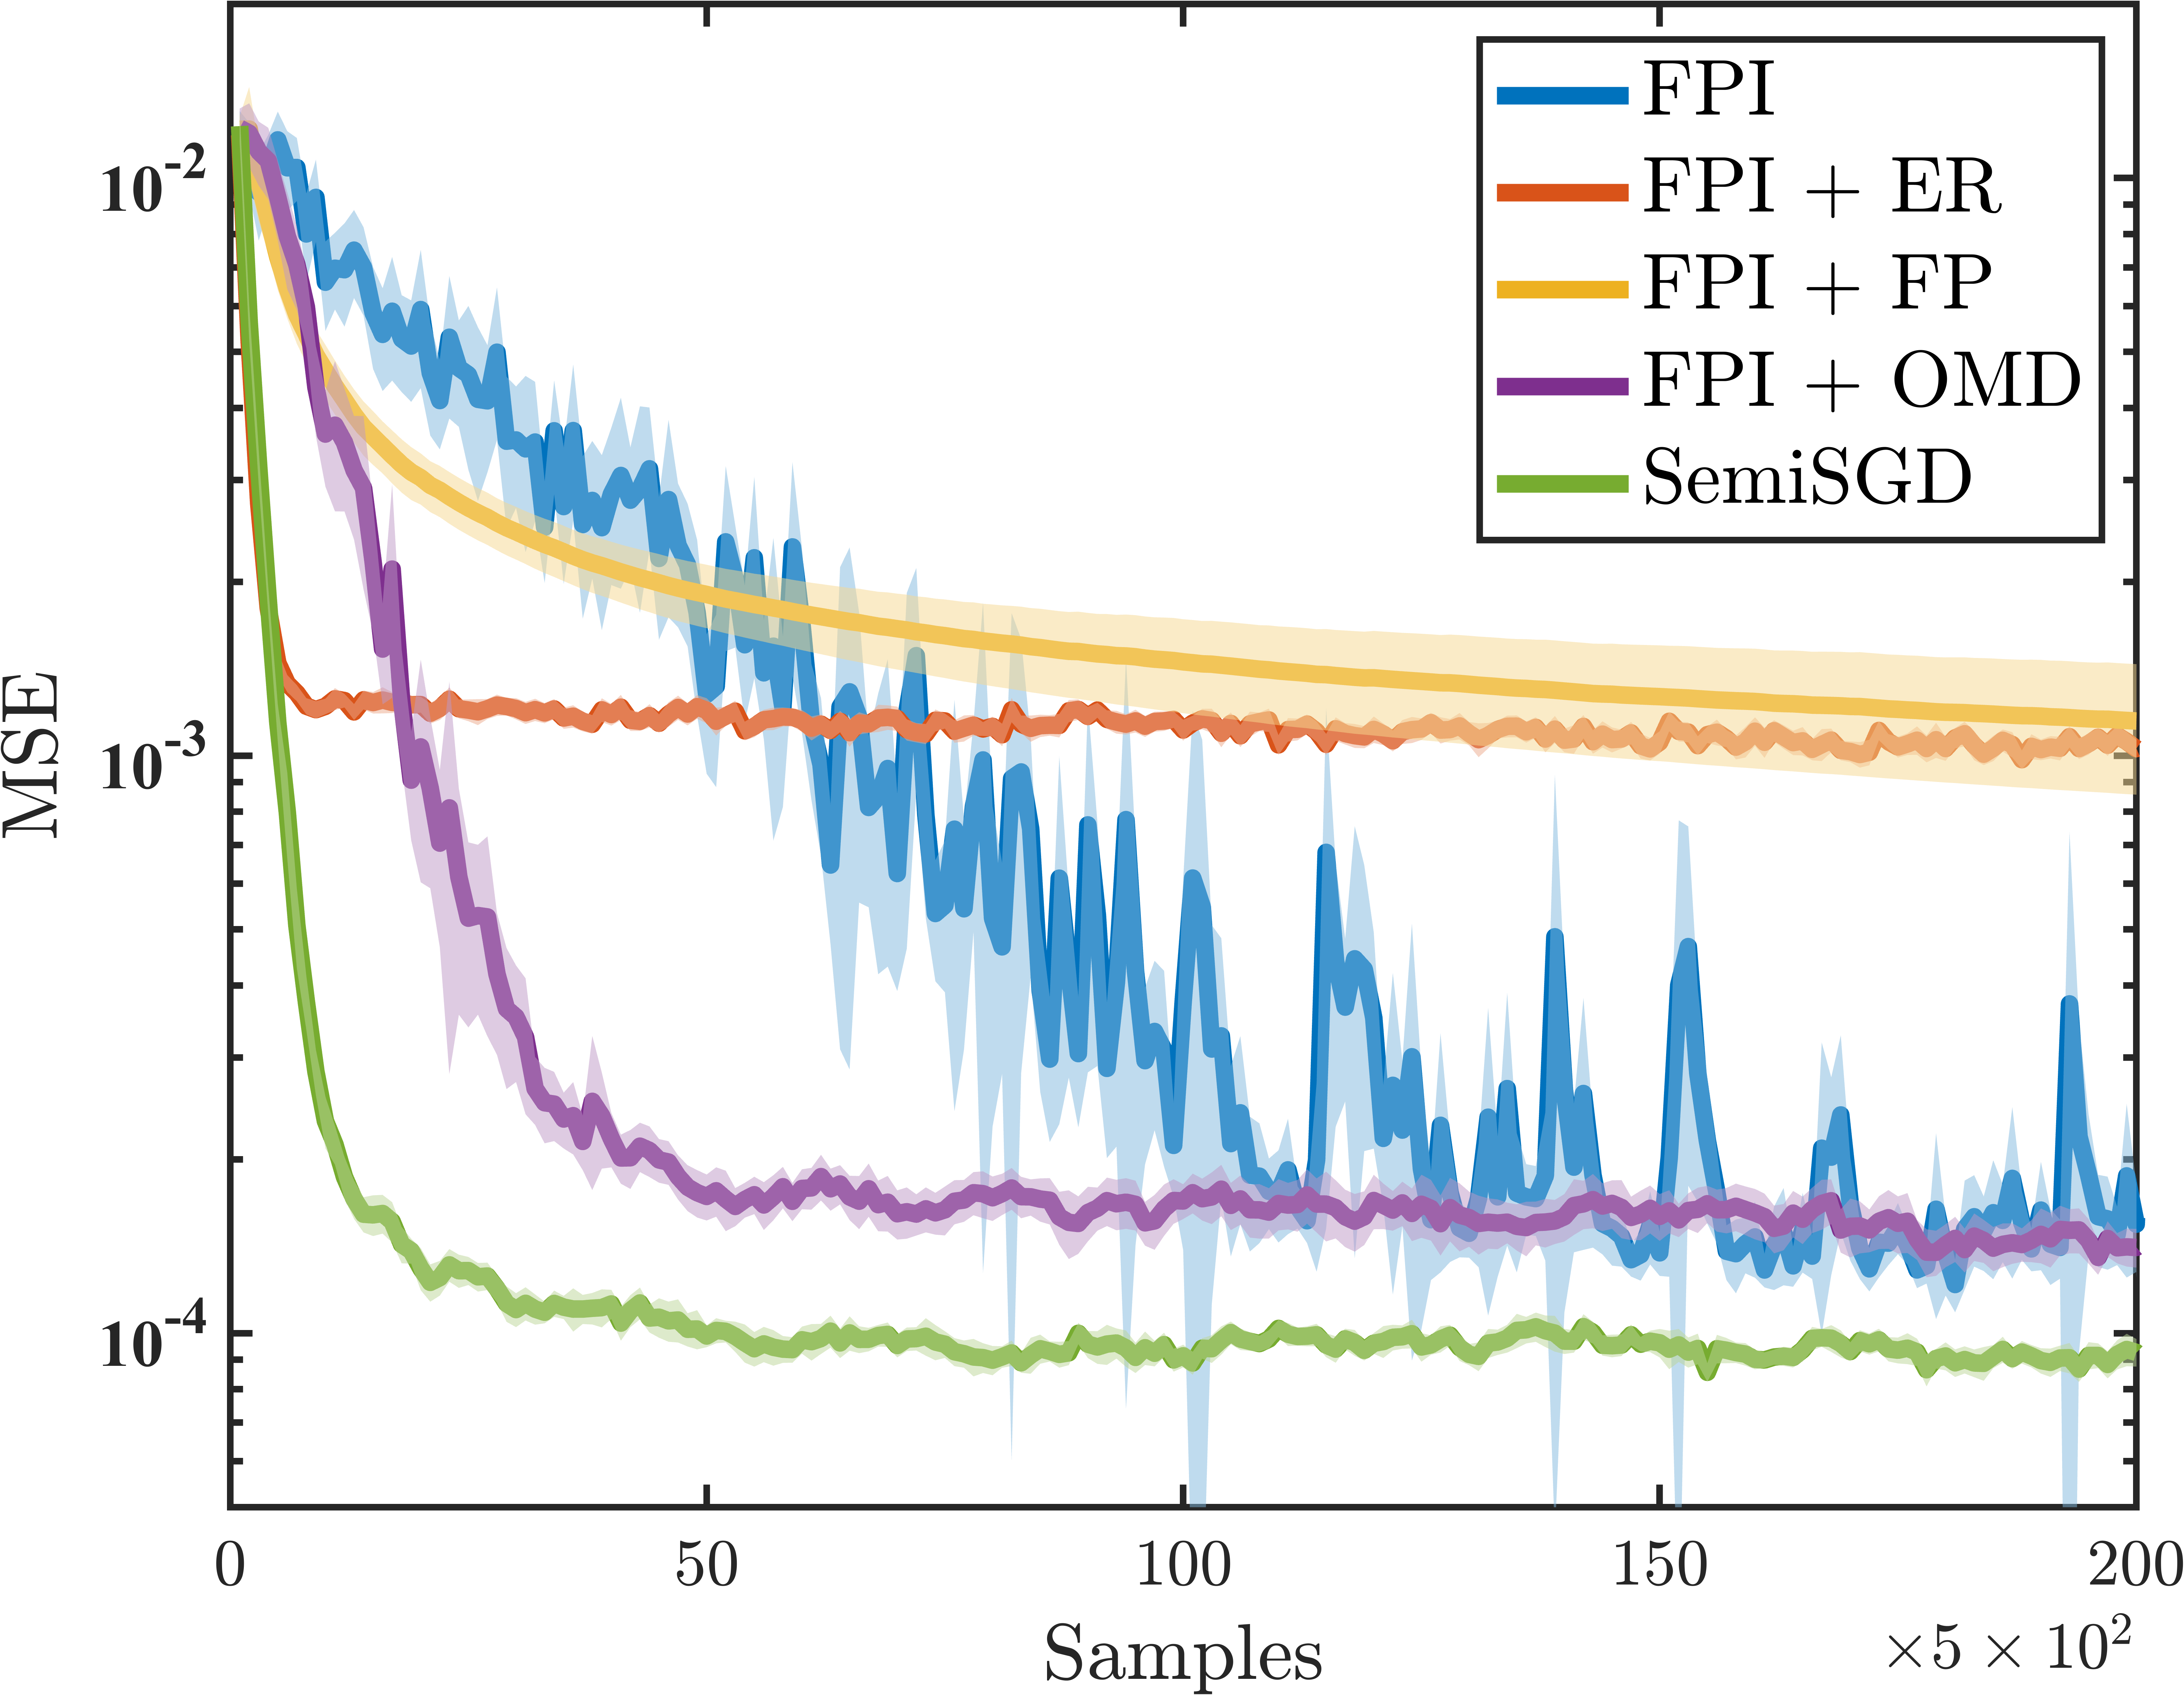 FPI
FPI + ER
FPI + FP
FPI + OMD
SemiSGD
10^-2
10^-3
10^-4
MSE
0 50 100 150 200
Samples
×5 × 10²